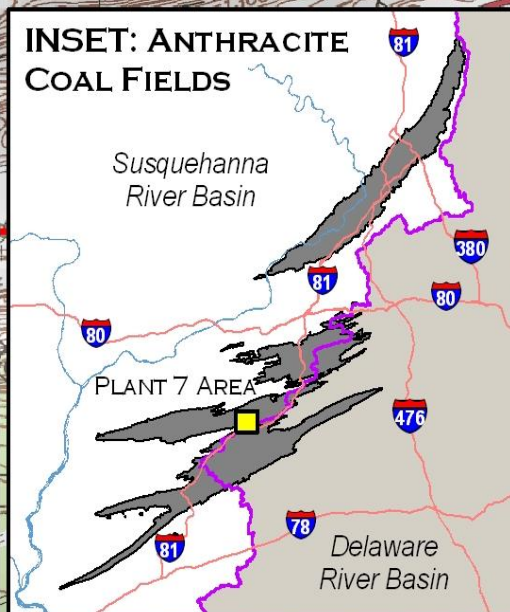 INSET: ANTHRACITE
COAL FIELDS
81
Susquehanna
River Basin
380
81
80
80
PLANT 7 AREA
476
78
81
Delaware
River Basin